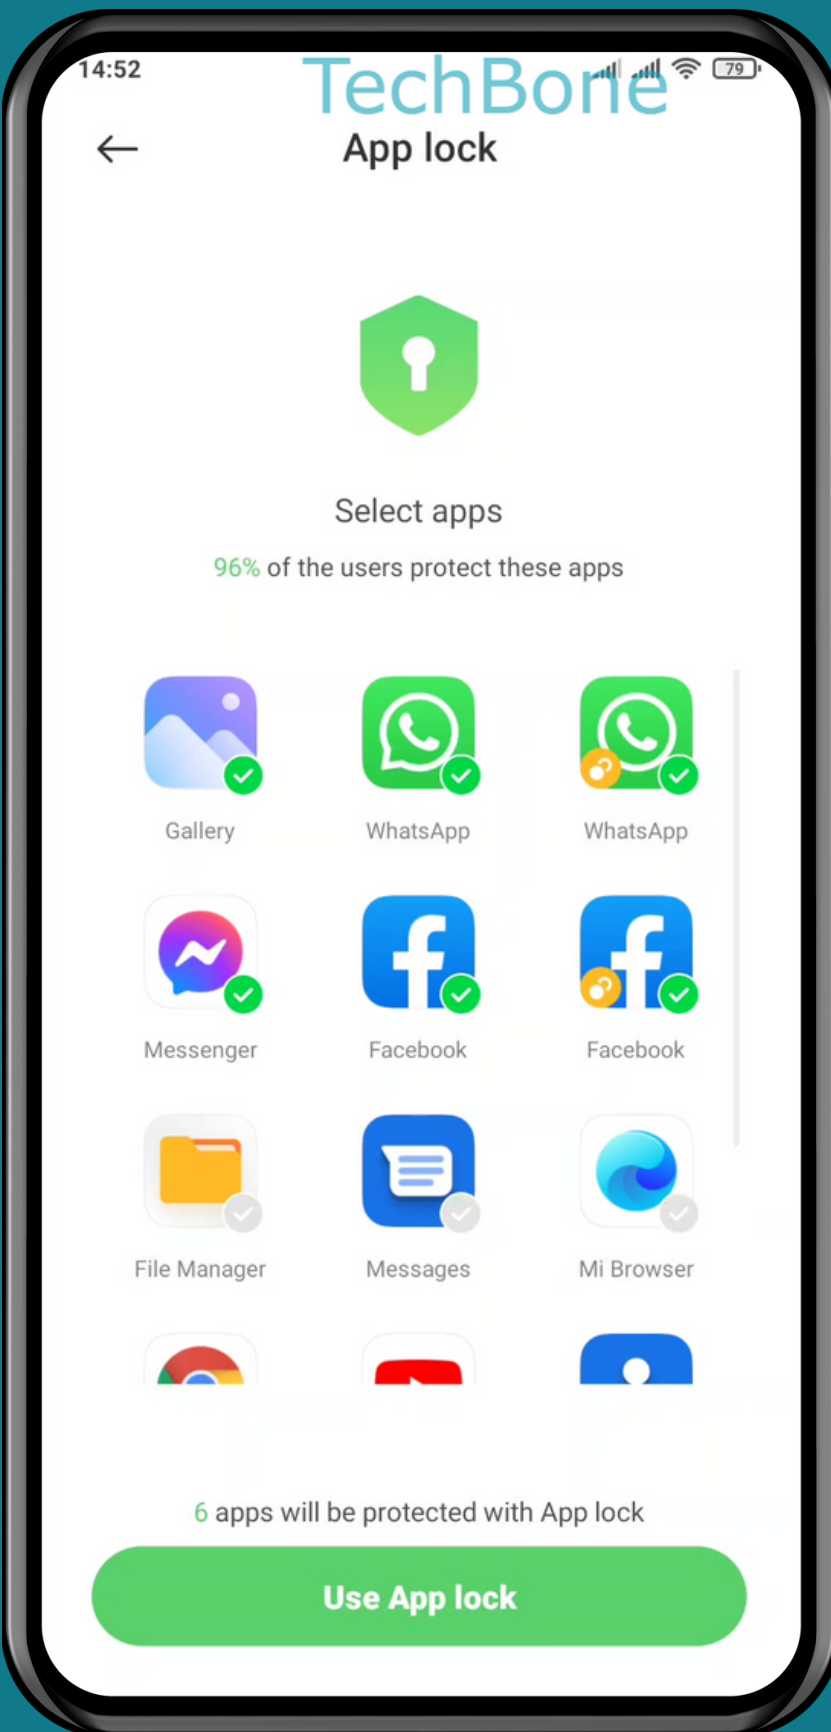 14:52
TechBone
79
App lock
Select apps
96% of the users protect these apps
Gallery
WhatsApp
WhatsApp
Messenger
Facebook
Facebook
File Manager
Messages
Mi Browser
6 apps will be protected with App lock
Use App lock